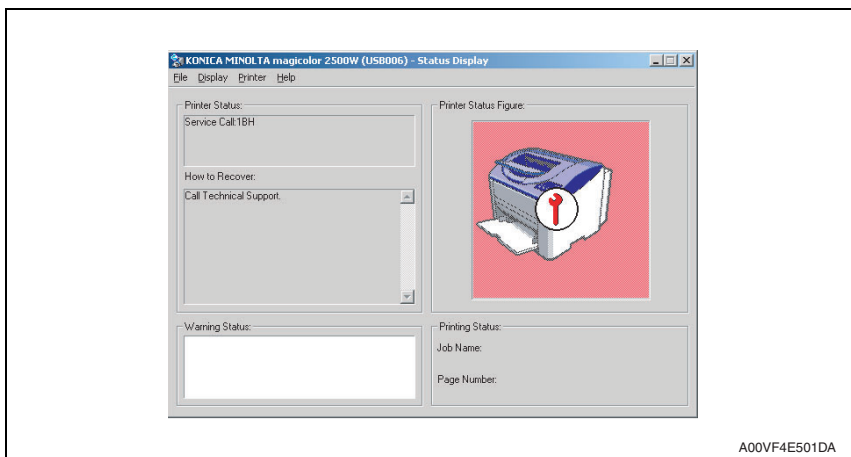 KONICA MINOLTA magicolor 2500W (USB006) - Status Display
File Display Printer Help
Printer Status:
Service Call:1BH
How to Recover:
Call Technical Support.
Printer Status Figure:
Warning Status:
Printing Status:
Job Name:
Page Number:
A00VF4E501DA